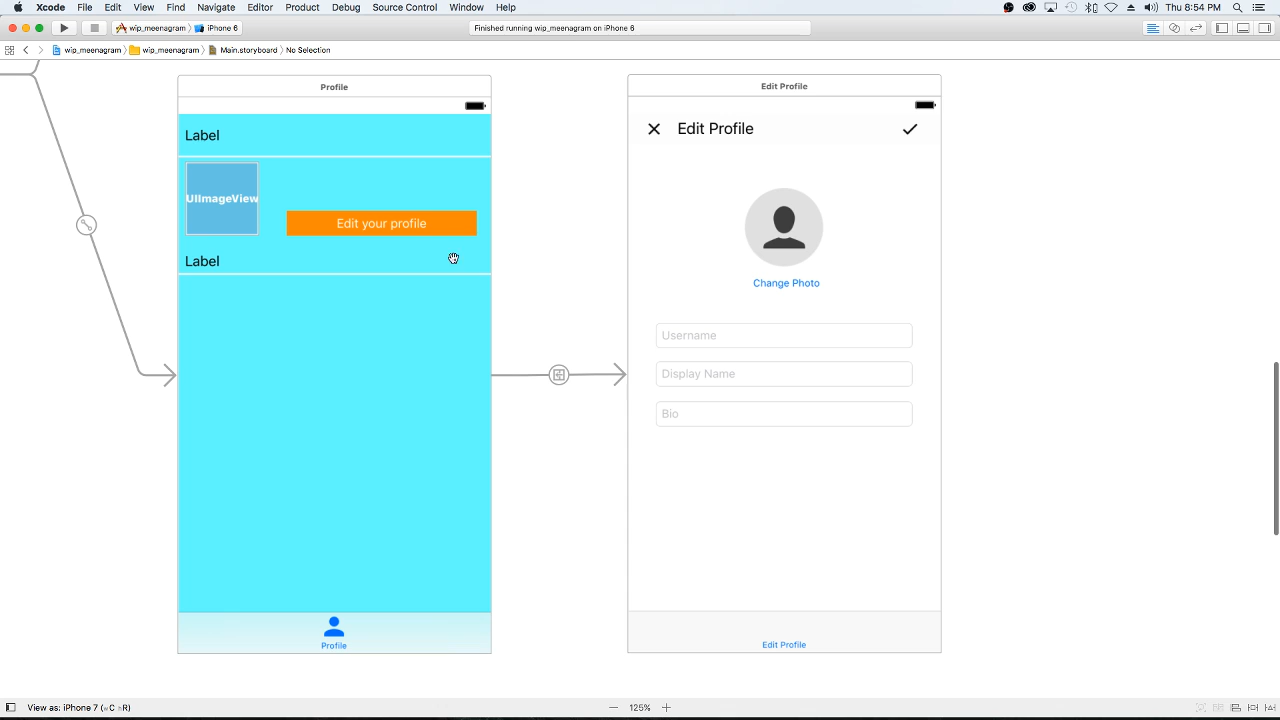 Xcode File Edit View Find Navigate Editor Product Debug Source Control Window Help Thu 8:54 PM
wip_meenagram iPhone 6 Finished running wip_meenagram on iPhone 6
wip_meenagram wip_meenagram Main.storyboard No Selection
Profile
Label
UIImageView
Edit your profile
Label
Profile
Edit Profile
Edit Profile
Change Photo
Username
Display Name
Bio
Edit Profile
View as: iPhone 7 (wC hR) 125%